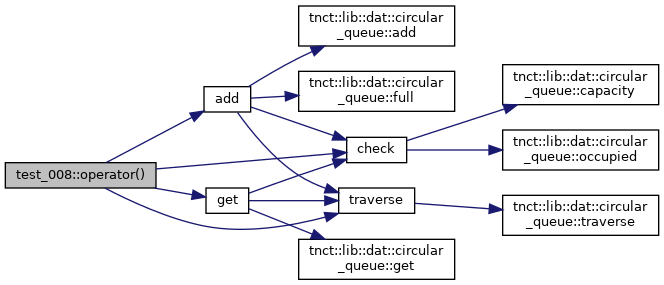 test_008::operator()
add
get
tnct::lib::dat::circular
_queue::add
tnct::lib::dat::circular
_queue::full
check
traverse
tnct::lib::dat::circular
_queue::get
tnct::lib::dat::circular
_queue::capacity
tnct::lib::dat::circular
_queue::occupied
tnct::lib::dat::circular
_queue::traverse